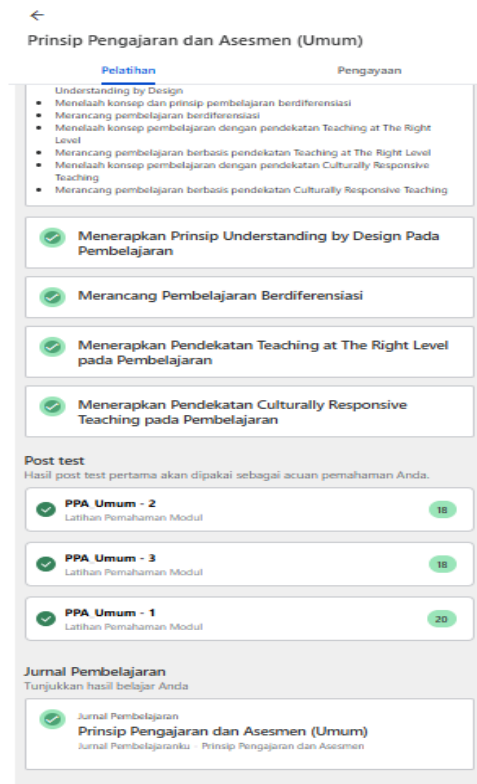 Prinsip Pengajaran dan Asesmen (Umum)
Pelatihan
Pengayaan
Understanding by Design
Menelaah konsep dan prinsip pembelajaran berdiferensiasi
Merancang pembelajaran berdiferensiasi
Menelaah konsep pembelajaran dengan pendekatan Teaching at The Right
Level
Merancang pembelajaran berbasis pendekatan Teaching at The Right Level
Menelaah konsep pembelajaran dengan pendekatan Culturally Responsive
Teaching
Merancang pembelajaran berbasis pendekatan Culturally Responsive Teaching
Menerapkan Prinsip Understanding by Design Pada
Pembelajaran
Merancang Pembelajaran Berdiferensiasi
Menerapkan Pendekatan Teaching at The Right Level
pada Pembelajaran
Menerapkan Pendekatan Culturally Responsive
Teaching pada Pembelajaran
Post test
Hasil post test pertama akan dipakai sebagai acuan pemahaman Anda.
PPA_Umum - 2
18
Latihan Pemahaman Modul
PPA_Umum - 3
18
Latihan Pemahaman Modul
PPA_Umum - 1
20
Latihan Pemahaman Modul
Jurnal Pembelajaran
Tunjukkan hasil belajar Anda
Jurnal Pembelajaran
Prinsip Pengajaran dan Asesmen (Umum)
Jurnal Pembelajaranku - Prinsip Pengajaran dan Asesmen